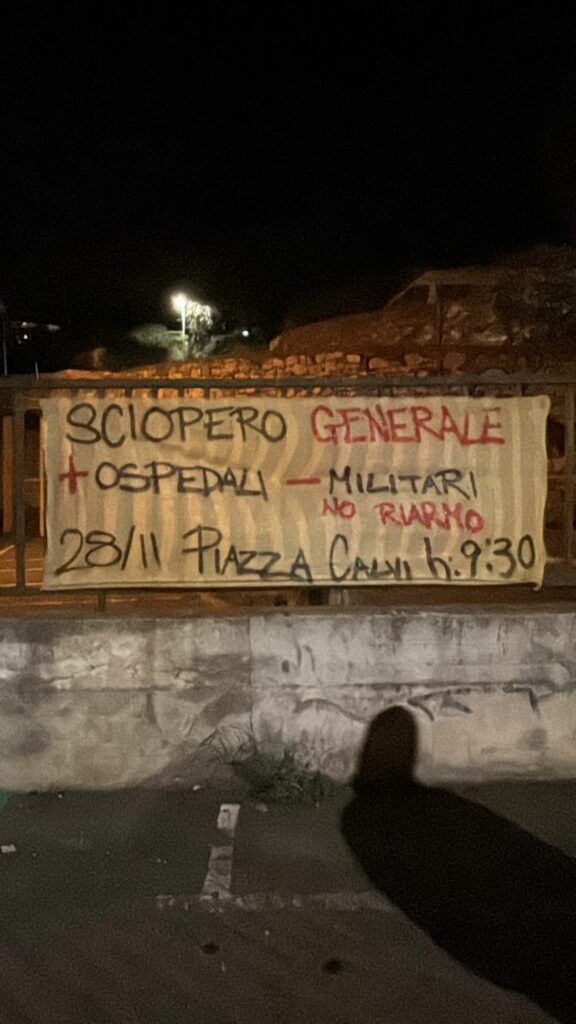 SCIOPERO GENERALE
+ OSPEDALI - MILITARI
NO RIARMO
28/11 PIAZZA CALVI h:9:30